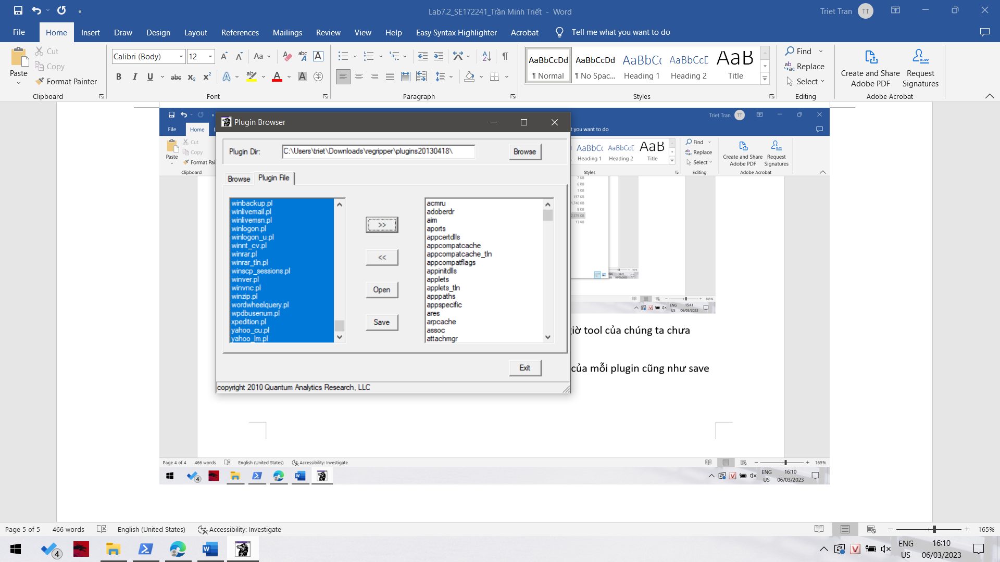 Lab7.2_SE172241_Trần Minh Triết - Word
Triet Tran TT
File Home Insert Draw Design Layout References Mailings Review View Help Easy Syntax Highlighter Acrobat Tell me what you want to do
Paste
Cut
Copy
Format Painter
Clipboard
Calibri (Body) 12
Font
Paragraph
AaBbCcDd AaBbCcDd AaBbCc AaBbCcD AaB
¶ Normal ¶ No Spac... Heading 1 Heading 2 Title
Styles
Find
Replace
Select
Editing
Create and Share Adobe PDF
Request Signatures
Adobe Acrobat
Triet Tran TT
File Home
t you want to do
Paste
Cut
Copy
Format Pai
Clipboard
AaBbCc AaBbCcD AaB
Heading 1 Heading 2 Title
Styles
Find
Replace
Select
Editing
Create and Share Adobe PDF
Request Signatures
Adobe Acrobat
7 KB
6 KB
1 KB
157 KB
1,740 KB
9 KB
2,379 KB
13 KB
Plugin Browser
Plugin Dir: C:\Users\triet\Downloads\regripper\plugins20130418\ Browse
Browse Plugin File
winbackup.pl
winlivemail.pl
winlivemsn.pl
winlogon.pl
winlogon_u.pl
winnt_cv.pl
winrar.pl
winrar_tln.pl
winscp_sessions.pl
winver.pl
winvnc.pl
winzip.pl
wordwheelquery.pl
wpdbusenum.pl
xpedition.pl
yahoo_cu.pl
yahoo_lm.pl
>>
<<
Open
Save
acmru
adoberdr
aim
aports
appcertdlls
appcompatcache
appcompatcache_tln
appcompatflags
appinitdlls
applets
applets_tln
apppaths
appspecific
ares
arpcache
assoc
attachmgr
Exit
copyright 2010 Quantum Analytics Research, LLC
165%
ENG
US
15:41
06/03/2023
giờ tool của chúng ta chưa
của mỗi plugin cũng như save
Page 4 of 4 466 words English (United States) Accessibility: Investigate 165%
4
ENG
US
16:10
06/03/2023
Page 5 of 5 466 words English (United States) Accessibility: Investigate 165%
4
ENG
US
16:10
06/03/2023